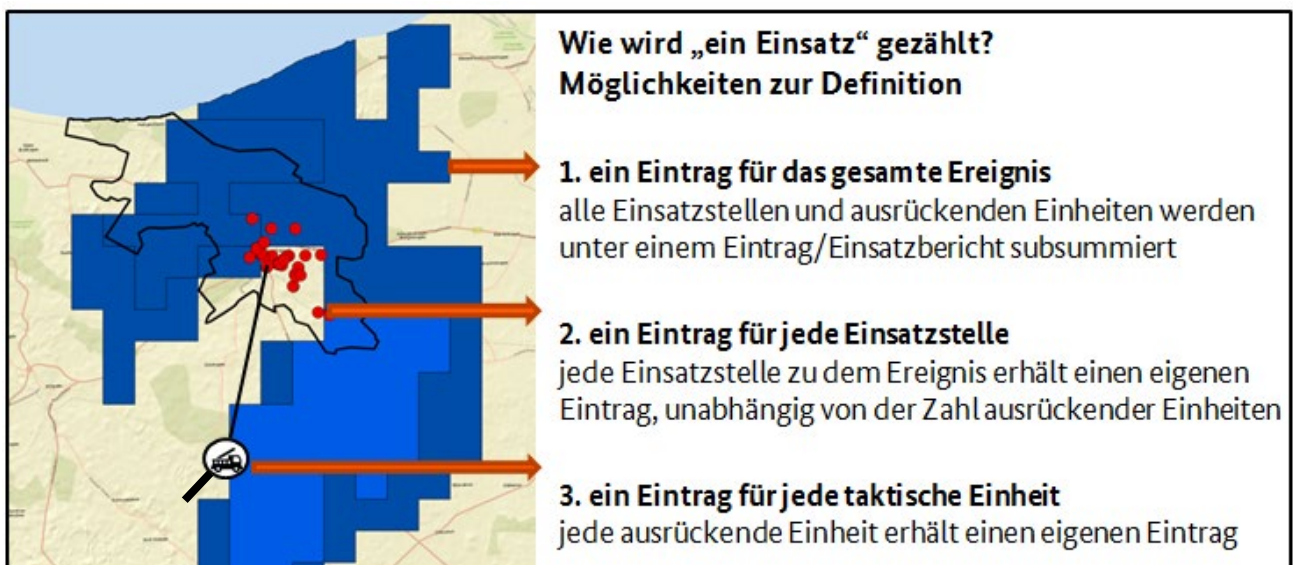 Wie wird „ein Einsatz“ gezählt?
Möglichkeiten zur Definition
1. ein Eintrag für das gesamte Ereignis
alle Einsatzstellen und ausrückenden Einheiten werden
unter einem Eintrag/Einsatzbericht subsummiert
2. ein Eintrag für jede Einsatzstelle
jede Einsatzstelle zu dem Ereignis erhält einen eigenen
Eintrag, unabhängig von der Zahl ausrückender Einheiten
3. ein Eintrag für jede taktische Einheit
jede ausrückende Einheit erhält einen eigenen Eintrag